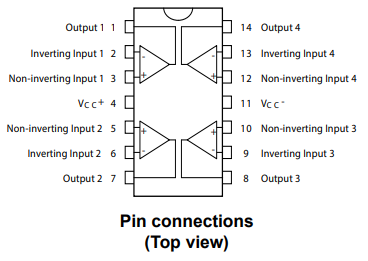 Output 1 1 14 Output 4
Inverting Input 1 2 - - 13 Inverting Input 4
Non-inverting Input 1 3 + + 12 Non-inverting Input 4
VCC+ 4 11 VCC-
Non-inverting Input 2 5 + + 10 Non-inverting Input 3
Inverting Input 2 6 - - 9 Inverting Input 3
Output 2 7 8 Output 3
Pin connections
(Top view)